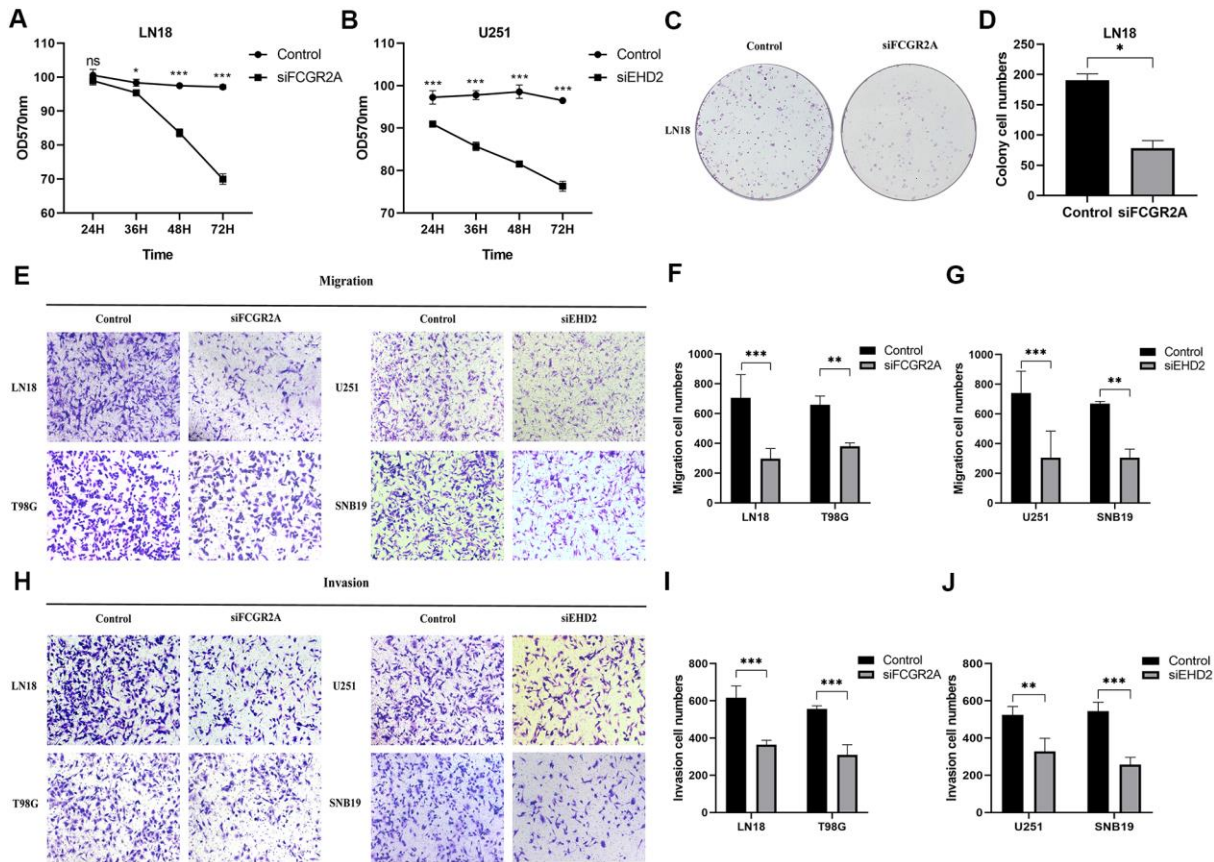 A
LN18
OD570nm
110
100
90
80
70
60
ns
*
***
***
24H 36H 48H 72H
Time
Control
siFCGR2A
B
U251
OD570nm
110
100
90
80
70
***
***
***
***
24H 36H 48H 72H
Time
Control
siEHD2
C
Control
siFCGR2A
LN18
D
LN18
Colony cell numbers
250
200
150
100
50
0
*
Control siFCGR2A
E
Migration
Control
siFCGR2A
Control
siEHD2
LN18
U251
T98G
SNB19
F
Migration cell numbers
1000
800
600
400
200
0
***
**
LN18
T98G
Control
siFCGR2A
G
Migration cell numbers
1000
800
600
400
200
0
***
**
U251
SNB19
Control
siEHD2
H
Invasion
Control
siFCGR2A
Control
siEHD2
LN18
U251
T98G
SNB19
I
Invasion cell numbers
800
600
400
200
0
***
***
LN18
T98G
Control
siFCGR2A
J
Invasion cell numbers
800
600
400
200
0
**
***
U251
SNB19
Control
siEHD2